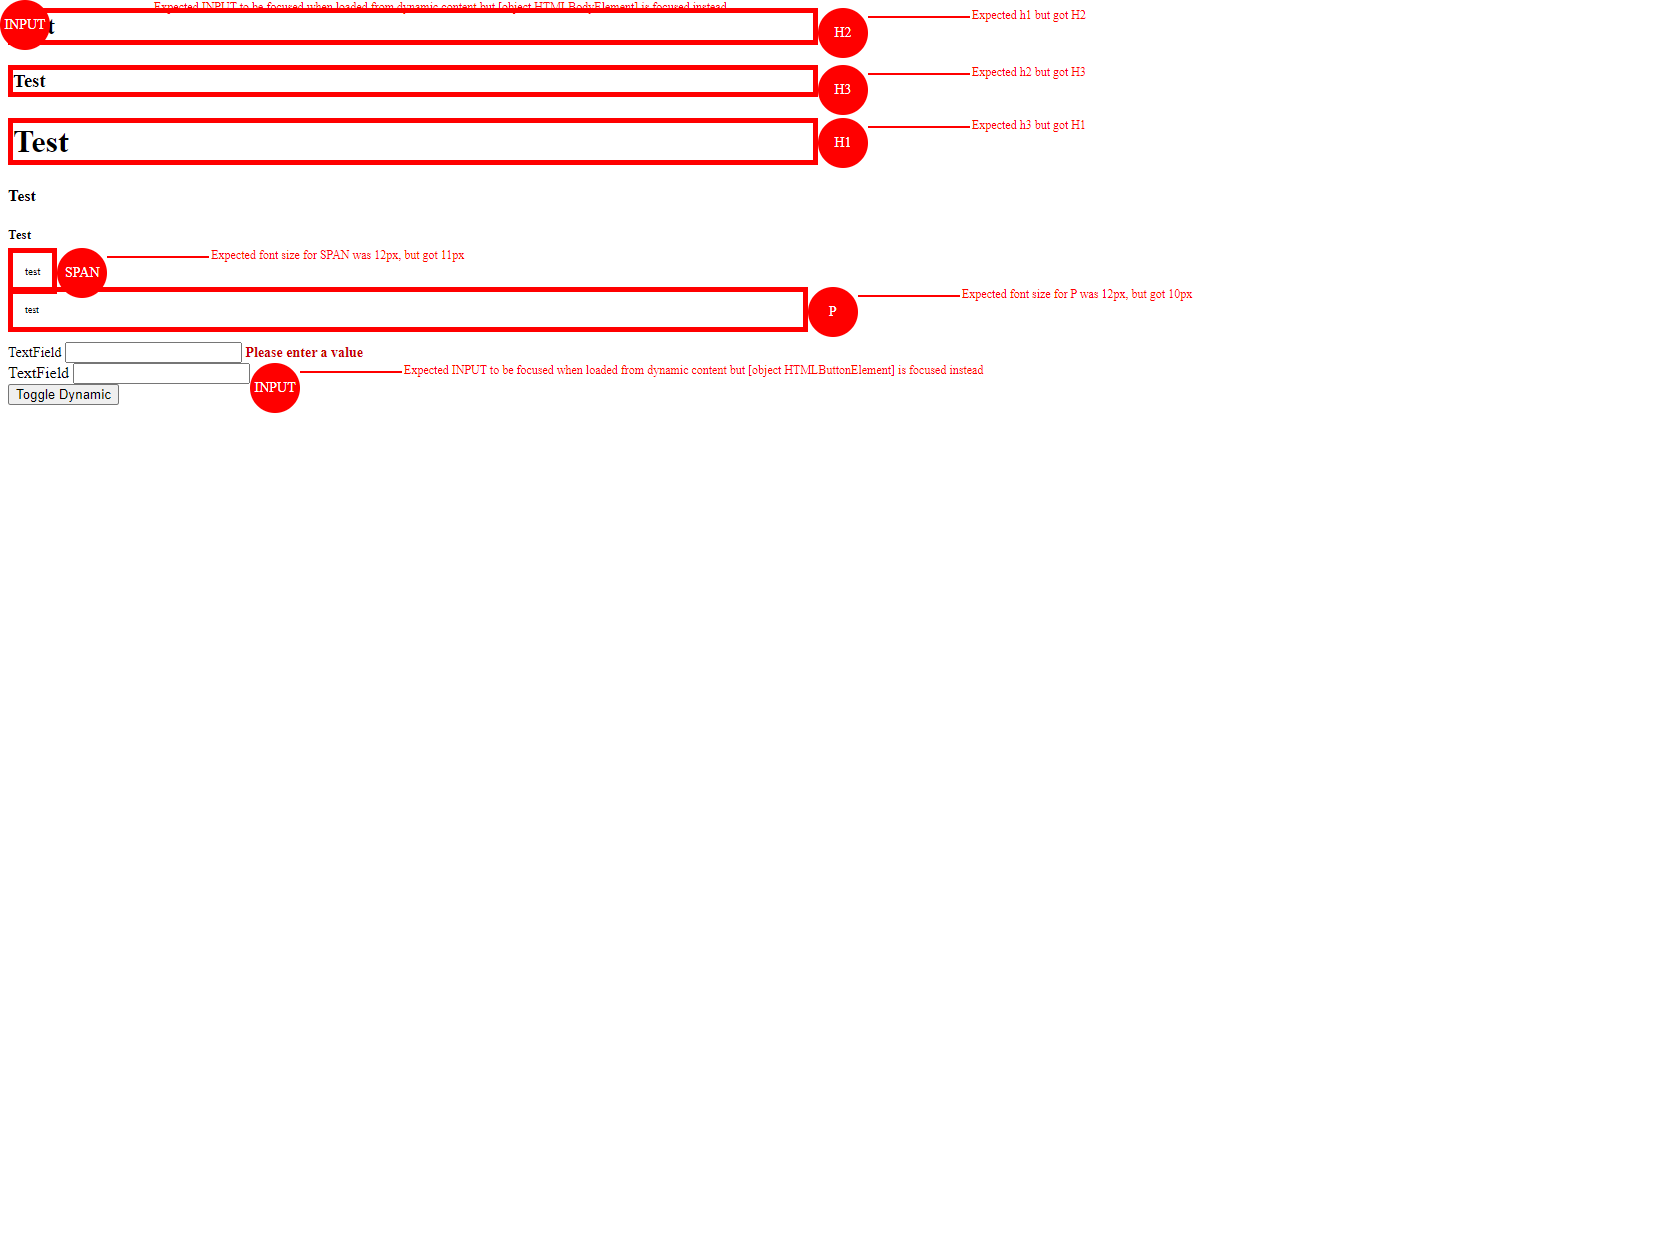 Expected INPUT to be focused when loaded from dynamic content but [object HTMLBodyElement] is focused instead
INPUT
t
H2
Expected h1 but got H2
Test
H3
Expected h2 but got H3
Test
H1
Expected h3 but got H1
Test
Test
test
SPAN
Expected font size for SPAN was 12px, but got 11px
test
P
Expected font size for P was 12px, but got 10px
TextField Please enter a value
TextField
INPUT
Expected INPUT to be focused when loaded from dynamic content but [object HTMLButtonElement] is focused instead
Toggle Dynamic